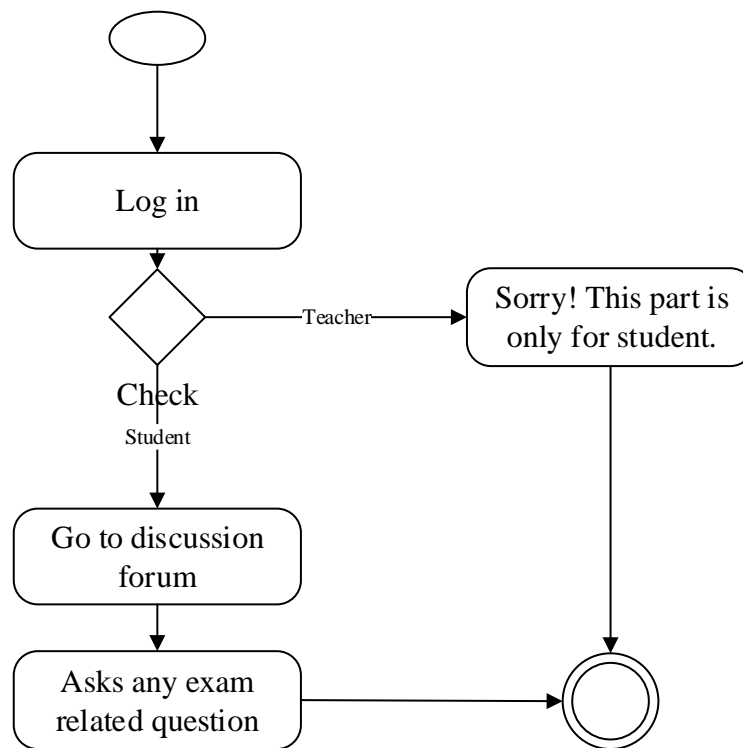 Log in
Teacher
Sorry! This part is
only for student.
Check
Student
Go to discussion
forum
Asks any exam
related question